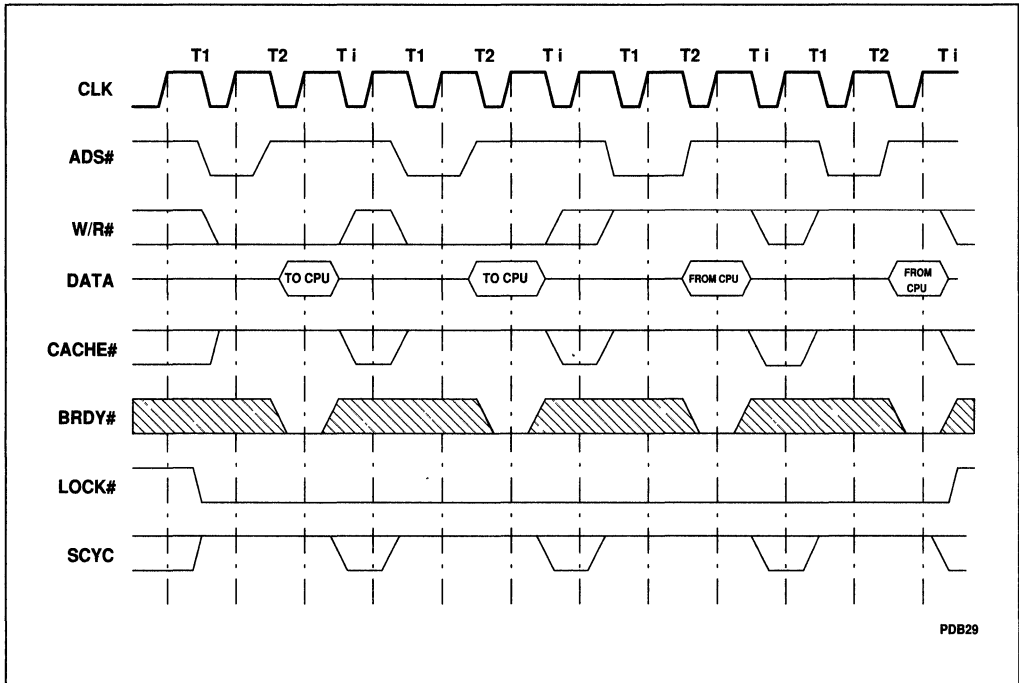 T1 T2 T i T1 T2 T i T1 T2 T i T1 T2 T i
CLK
ADS#
W/R#
DATA
TO CPU TO CPU FROM CPU FROM CPU
CACHE#
BRDY#
LOCK#
SCYC
PDB29